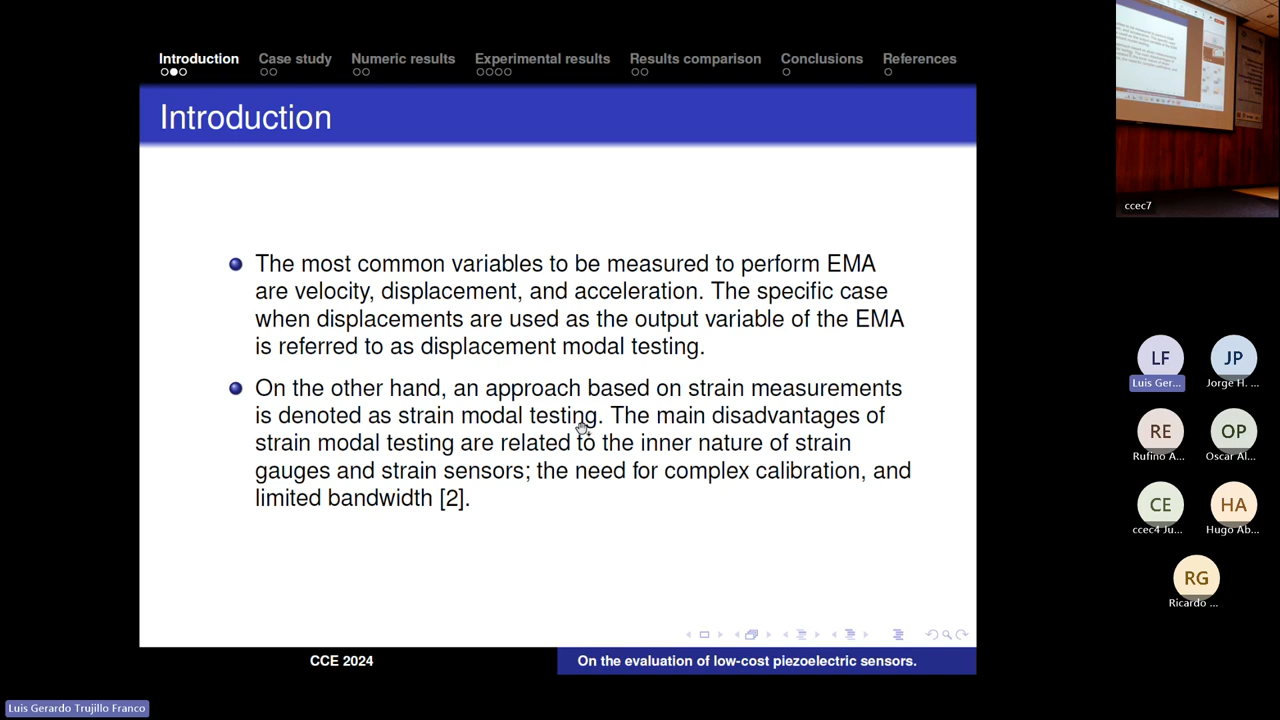 Introduction Case study Numeric results Experimental results Results comparison Conclusions References
Introduction
The most common variables to be measured to perform EMA
are velocity, displacement, and acceleration. The specific case
when displacements are used as the output variable of the EMA
is referred to as displacement modal testing.
On the other hand, an approach based on strain measurements
is denoted as strain modal testing. The main disadvantages of
strain modal testing are related to the inner nature of strain
gauges and strain sensors; the need for complex calibration, and
limited bandwidth [2].
CCE 2024
On the evaluation of low-cost piezoelectric sensors.
Luis Gerardo Trujillo Franco
ccec7
LF JP
Luis Ger... Jorge H. ...
RE OP
Rufino A... Oscar Al...
CE HA
ccec4 Ju... Hugo Ab...
RG
Ricardo ...